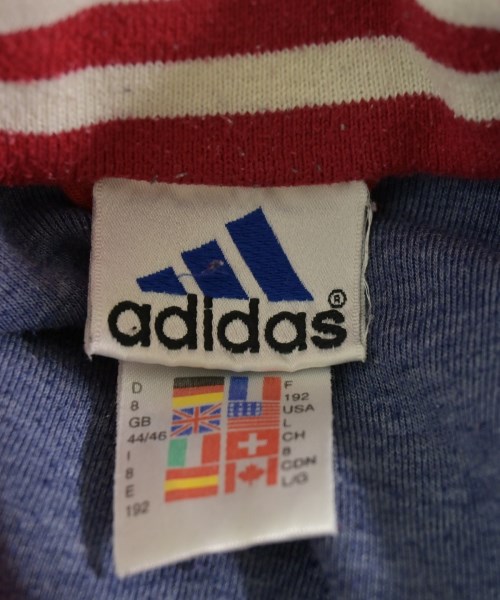 adidas®
D
8
GB
44/46
I
8
E
192
F
192
USA
L
CH
8
CDN
L/G